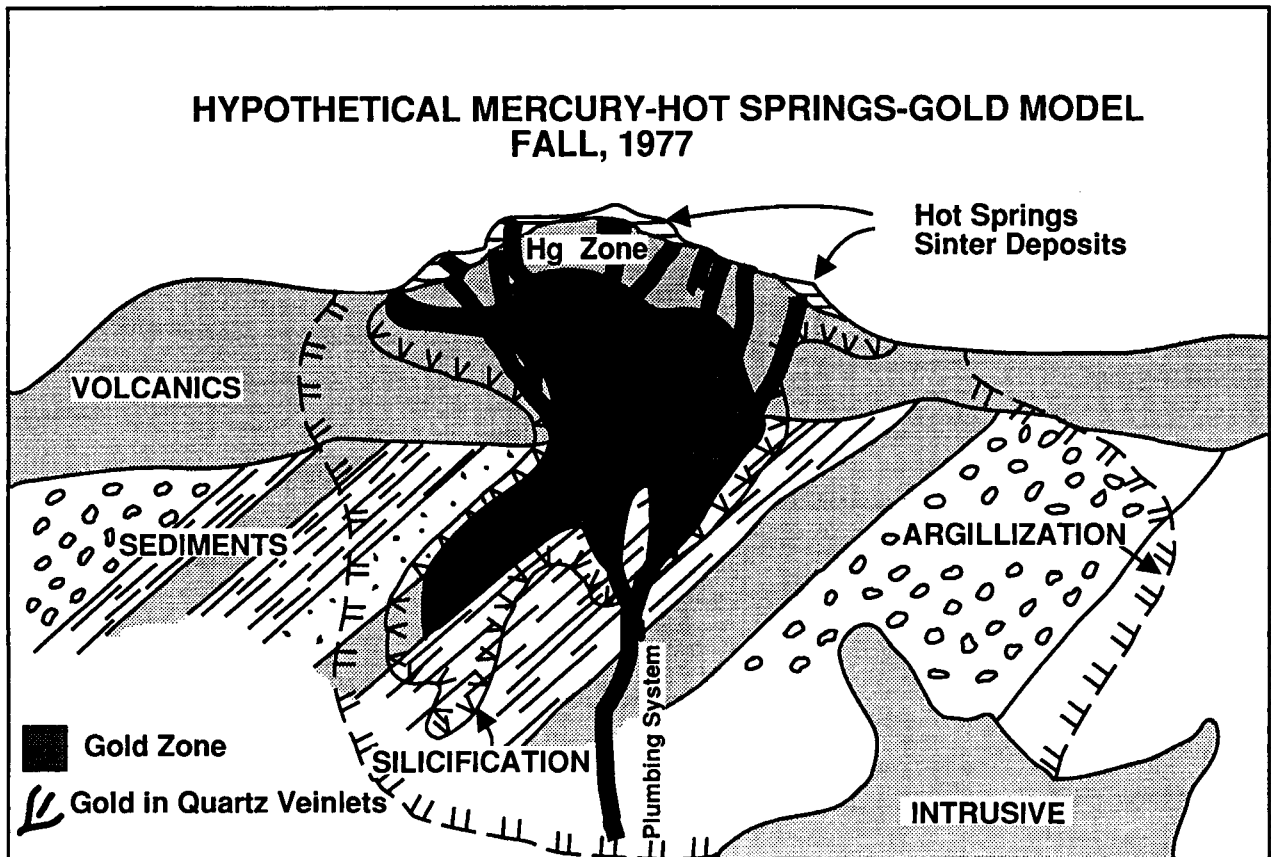 HYPOTHETICAL MERCURY-HOT SPRINGS-GOLD MODEL
FALL, 1977
Hot Springs
Sinter Deposits
Hg Zone
VOLCANICS
SEDIMENTS
ARGILLIZATION
Plumbing System
Gold Zone
SILICIFICATION
Gold in Quartz Veinlets
INTRUSIVE